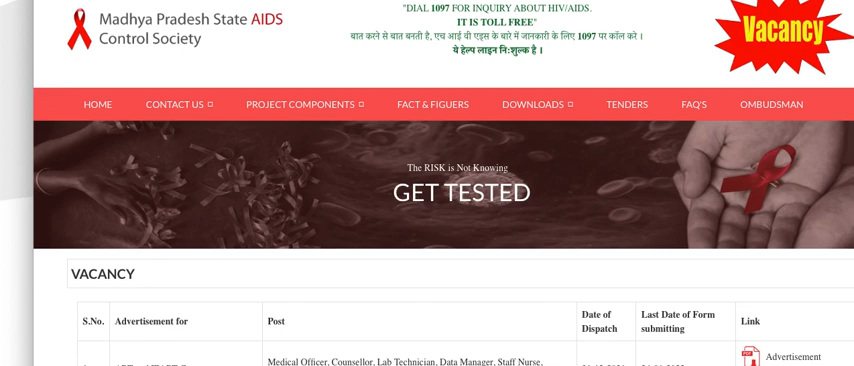 Madhya Pradesh State AIDS
Control Society
"DIAL 1097 FOR INQUIRY ABOUT HIV/AIDS.
IT IS TOLL FREE"
बात करने से बात बनती है, एच आई वी एड्स के बारे में जानकारी के लिए 1097 पर कॉल करे ।
ये हेल्प लाइन निःशुल्क है ।
Vacancy
HOME CONTACT US PROJECT COMPONENTS FACT & FIGUERS DOWNLOADS TENDERS FAQ'S OMBUDSMAN
The RISK is Not Knowing
GET TESTED
VACANCY
S.No. Advertisement for Post Date of Dispatch Last Date of Form submitting Link
Medical Officer, Counsellor, Lab Technician, Data Manager, Staff Nurse,
Advertisement